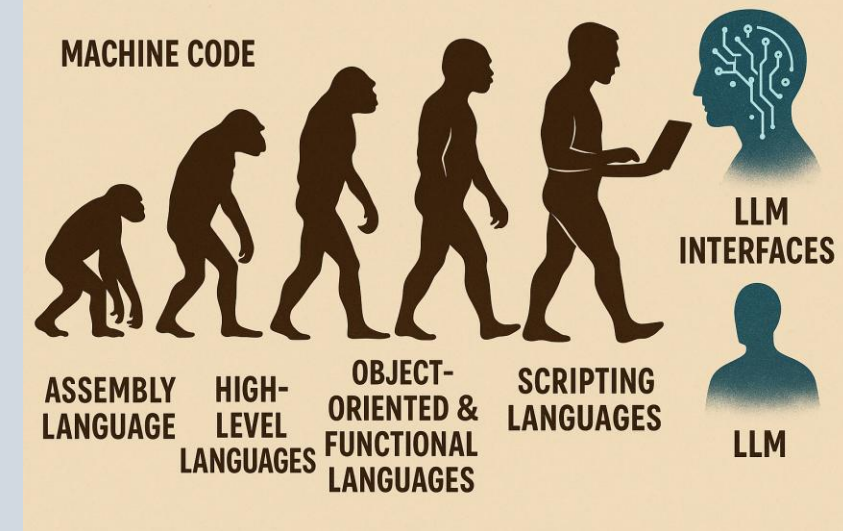 MACHINE CODE
ASSEMBLY
LANGUAGE
HIGH-
LEVEL
LANGUAGES
OBJECT-
ORIENTED &
FUNCTIONAL
LANGUAGES
SCRIPTING
LANGUAGES
LLM
INTERFACES
LLM